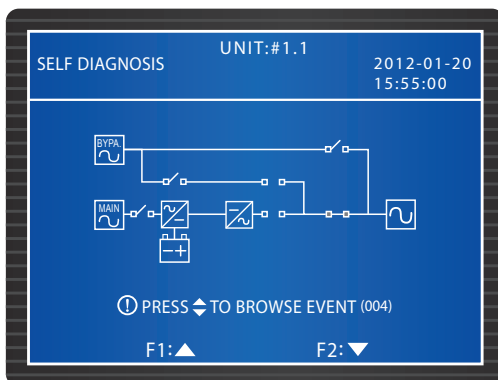 UNIT:#1.1
SELF DIAGNOSIS
2012-01-20
15:55:00
BYPA.
MAIN
PRESS TO BROWSE EVENT (004)
F1: F2: